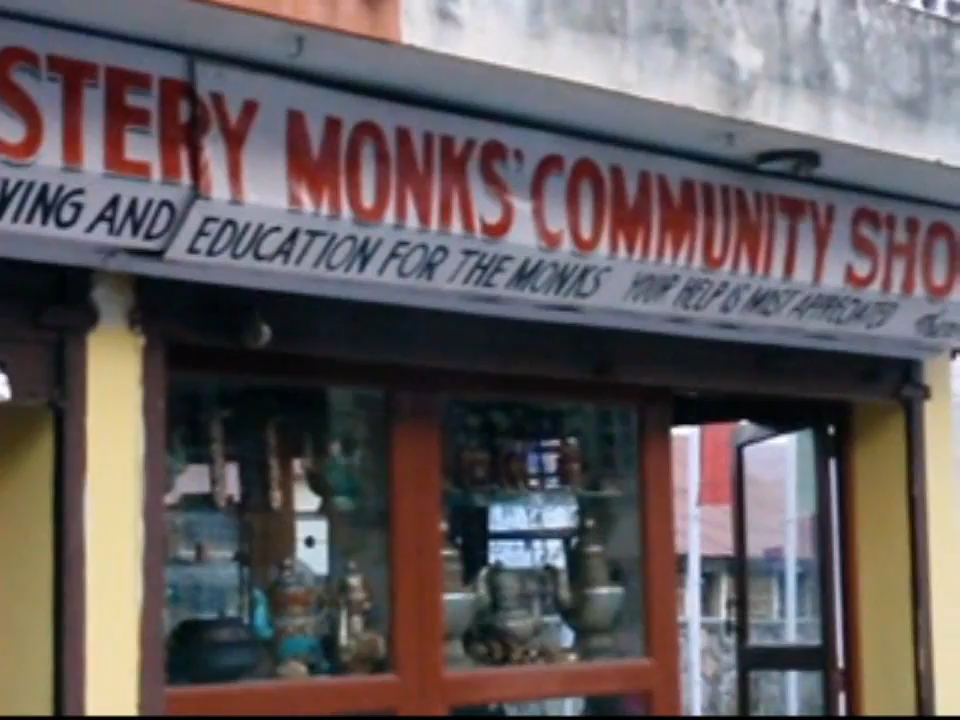 STERY MONKS' COMMUNITY SHO
VING AND EDUCATION FOR THE MONKS YOUR HELP IS MOST APPRECIATED